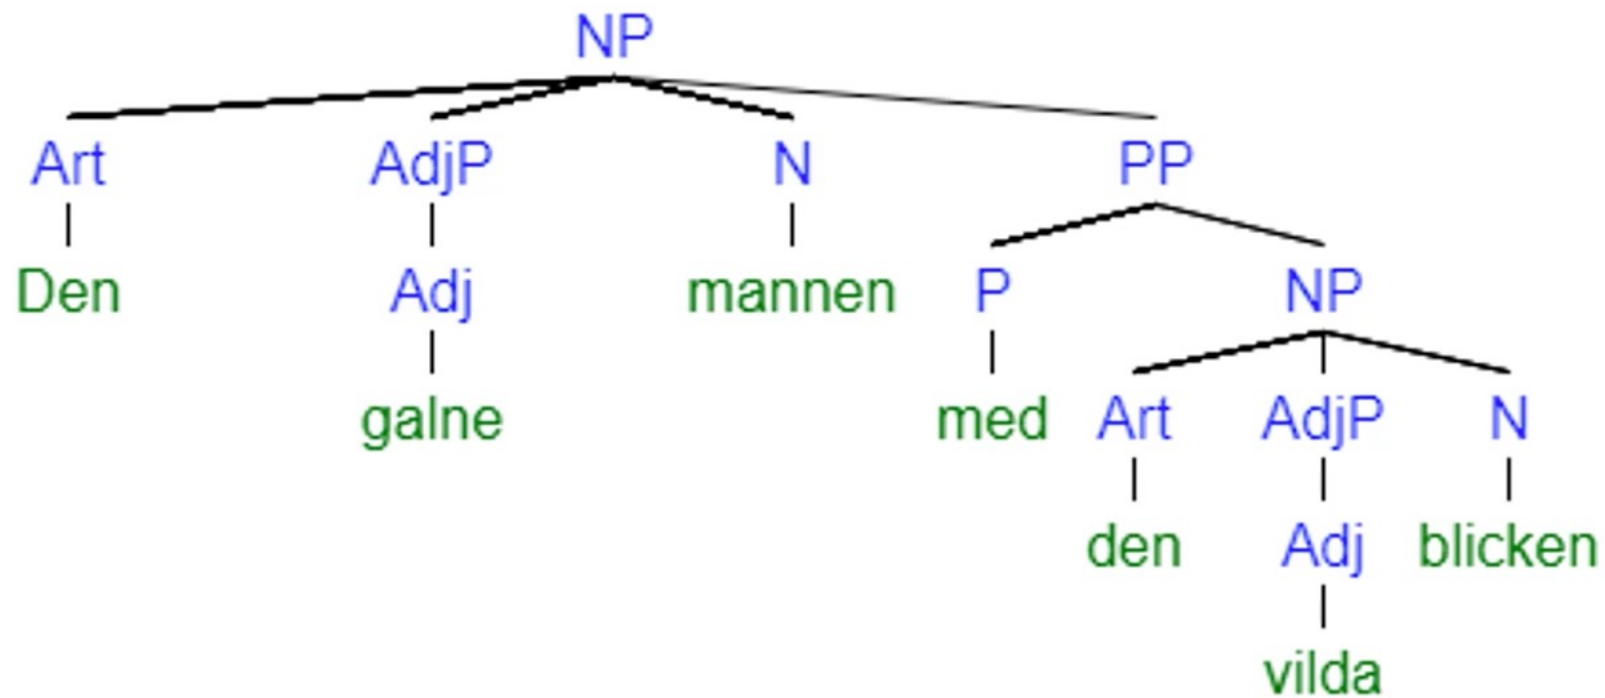 NP
Art AdjP N PP
Den Adj mannen P NP
galne med Art AdjP N
den Adj blicken
vilda